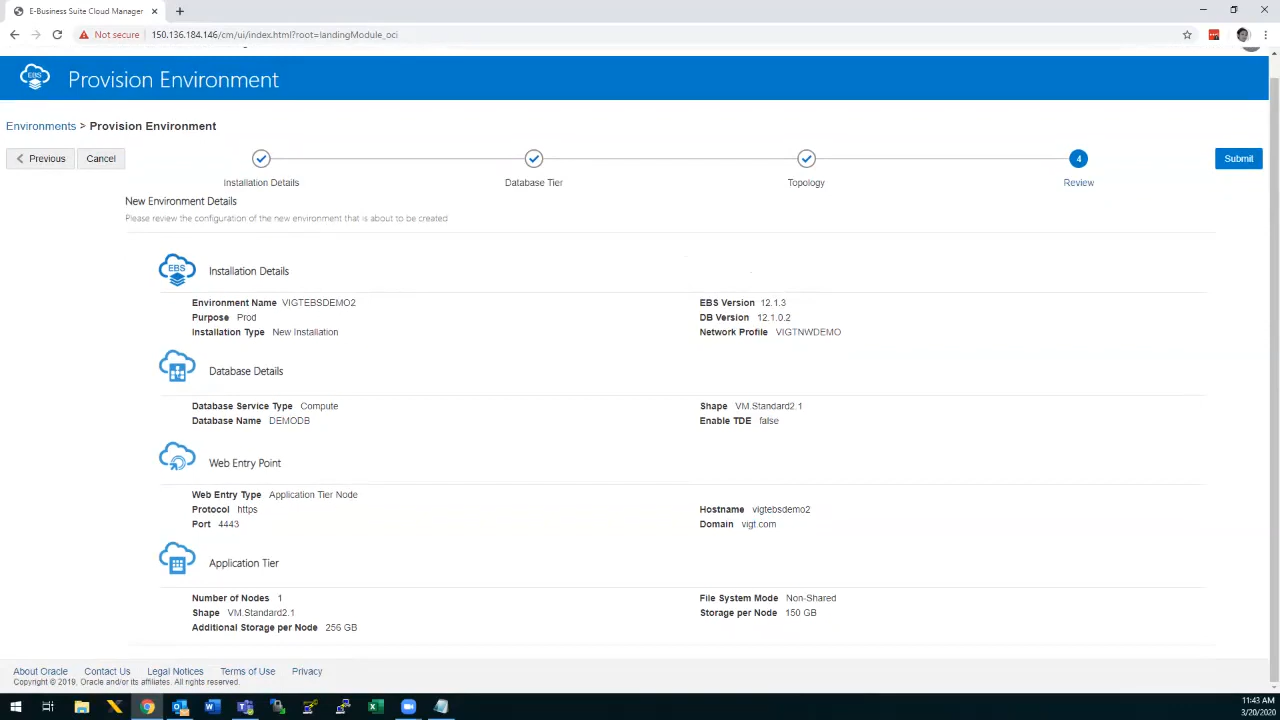 E-Business Suite Cloud Manager
Not secure 150.136.184.146/cm/ui/index.html?root=landingModule_oci
EBS Provision Environment
Environments > Provision Environment
Previous Cancel 4 Submit
Installation Details Database Tier Topology Review
New Environment Details
Please review the configuration of the new environment that is about to be created
EBS Installation Details
Environment Name VIGTEBSDEMO2 EBS Version 12.1.3
Purpose Prod DB Version 12.1.0.2
Installation Type New Installation Network Profile VIGTNWDEMO
Database Details
Database Service Type Compute Shape VM.Standard2.1
Database Name DEMODB Enable TDE false
Web Entry Point
Web Entry Type Application Tier Node
Protocol https Hostname vigtebsdemo2
Port 4443 Domain vigt.com
Application Tier
Number of Nodes 1 File System Mode Non-Shared
Shape VM.Standard2.1 Storage per Node 150 GB
Additional Storage per Node 256 GB
About Oracle Contact Us Legal Notices Terms of Use Privacy
Copyright © 2019, Oracle and/or its affiliates. All rights reserved.
11:43 AM
3/20/2020